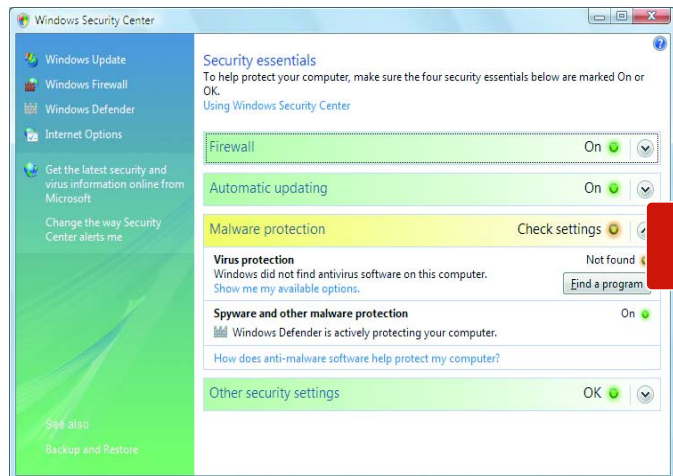 Windows Security Center
Windows Update
Windows Firewall
Windows Defender
Internet Options
Get the latest security and
virus information online from
Microsoft
Change the way Security
Center alerts me
See also
Backup and Restore
Security essentials
To help protect your computer, make sure the four security essentials below are marked On or
OK.
Using Windows Security Center
Firewall On
Automatic updating On
Malware protection Check settings
Virus protection Not found
Windows did not find antivirus software on this computer.
Show me my available options. Find a program
Spyware and other malware protection On
Windows Defender is actively protecting your computer.
How does anti-malware software help protect my computer?
Other security settings OK